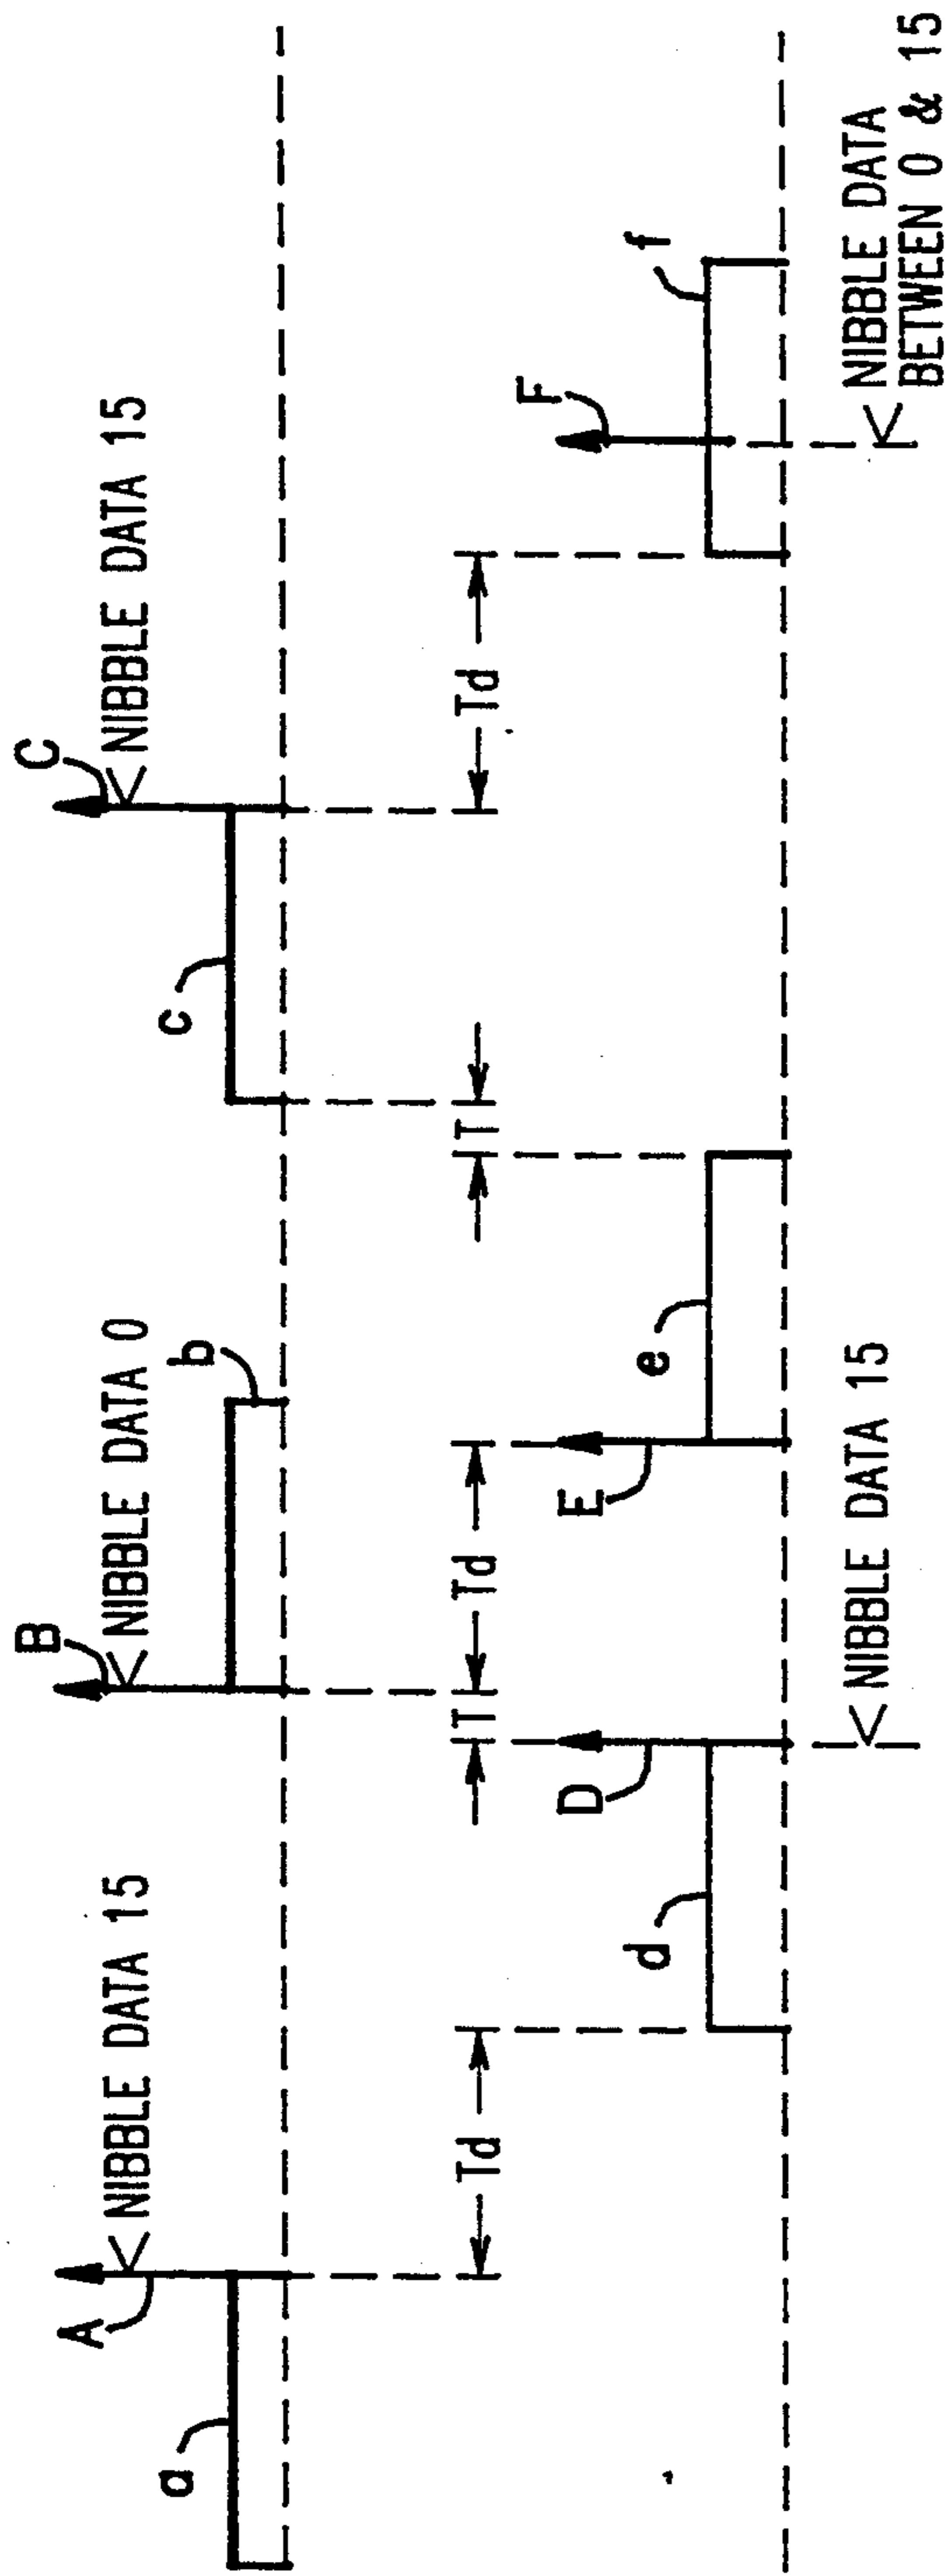 A
< NIBBLE DATA 15
a
B
< NIBBLE DATA 0
b
C
< NIBBLE DATA 15
c
Td
T
Td
T
Td
D
d
< NIBBLE DATA 15
E
e
F
f
< NIBBLE DATA
BETWEEN 0 & 15